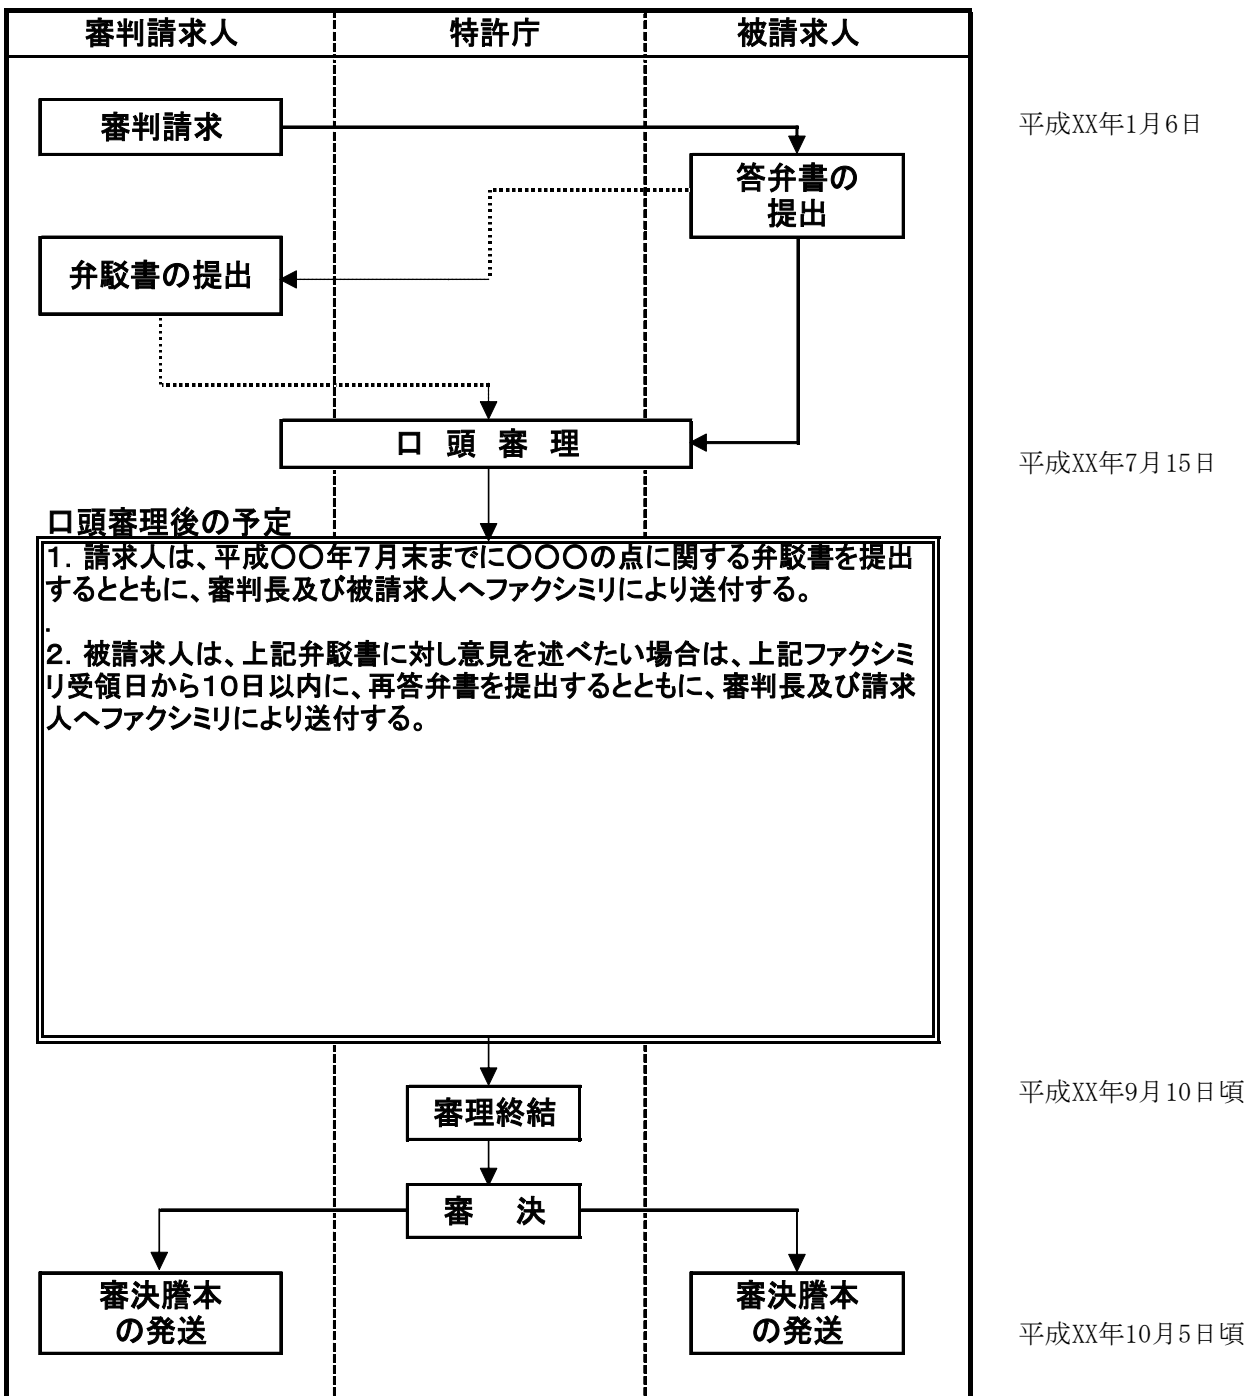 審判請求人 特許庁 被請求人
審判請求
平成XX年1月6日
答弁書の
提出
弁駁書の提出
口 頭 審 理
平成XX年7月15日
口頭審理後の予定
１．請求人は、平成○○年７月末までに○○○の点に関する弁駁書を提出
するとともに、審判長及び被請求人へファクシミリにより送付する。
.
２．被請求人は、上記弁駁書に対し意見を述べたい場合は、上記ファクシミ
リ受領日から１０日以内に、再答弁書を提出するとともに、審判長及び請求
人へファクシミリにより送付する。
審理終結
平成XX年9月10日頃
審 決
審決謄本
の発送
審決謄本
の発送
平成XX年10月5日頃